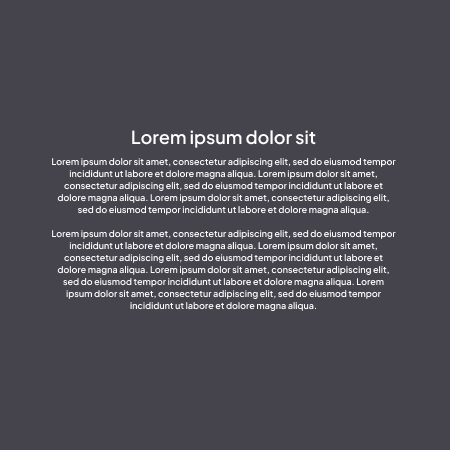 Lorem ipsum dolor sit
Lorem ipsum dolor sit amet, consectetur adipiscing elit, sed do eiusmod tempor
incididunt ut labore et dolore magna aliqua. Lorem ipsum dolor sit amet,
consectetur adipiscing elit, sed do eiusmod tempor incididunt ut labore et
dolore magna aliqua. Lorem ipsum dolor sit amet, consectetur adipiscing elit,
sed do eiusmod tempor incididunt ut labore et dolore magna aliqua.
Lorem ipsum dolor sit amet, consectetur adipiscing elit, sed do eiusmod tempor
incididunt ut labore et dolore magna aliqua. Lorem ipsum dolor sit amet,
consectetur adipiscing elit, sed do eiusmod tempor incididunt ut labore et
dolore magna aliqua. Lorem ipsum dolor sit amet, consectetur adipiscing elit,
sed do eiusmod tempor incididunt ut labore et dolore magna aliqua. Lorem
ipsum dolor sit amet, consectetur adipiscing elit, sed do eiusmod tempor
incididunt ut labore et dolore magna aliqua.